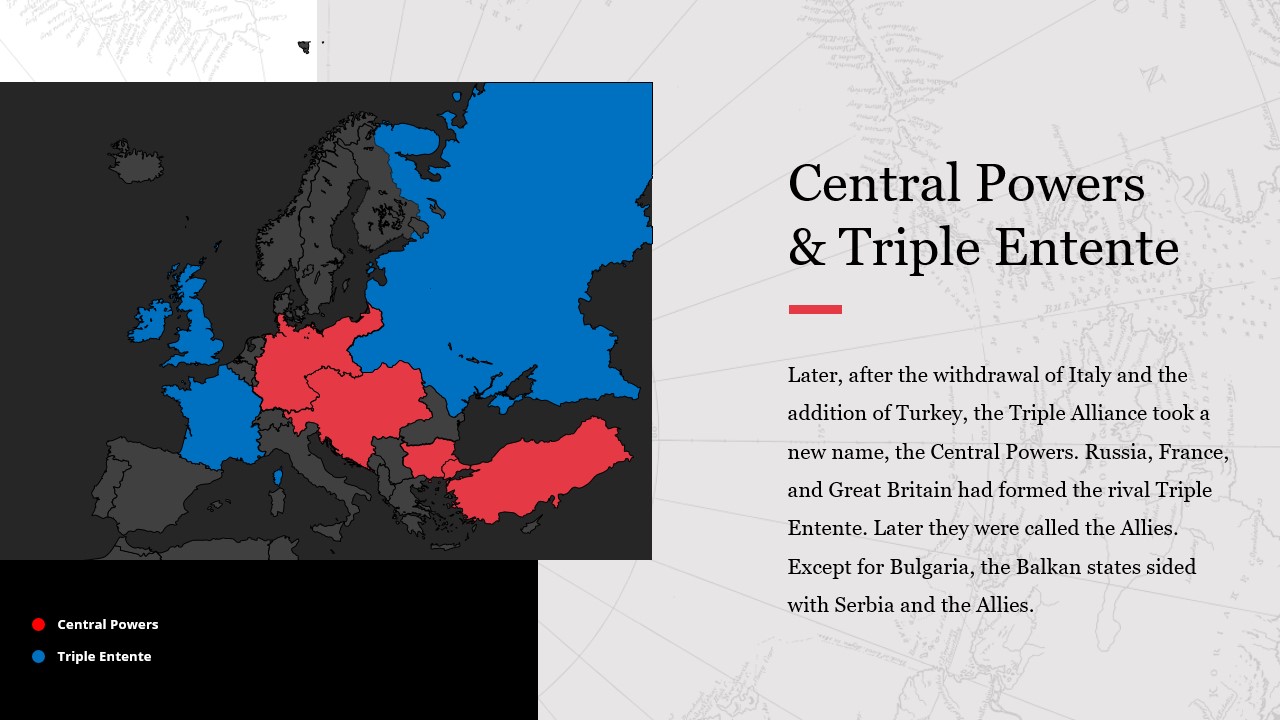 Central Powers
& Triple Entente
Later, after the withdrawal of Italy and the
addition of Turkey, the Triple Alliance took a
new name, the Central Powers. Russia, France,
and Great Britain had formed the rival Triple
Entente. Later they were called the Allies.
Except for Bulgaria, the Balkan states sided
with Serbia and the Allies.
Central Powers
Triple Entente